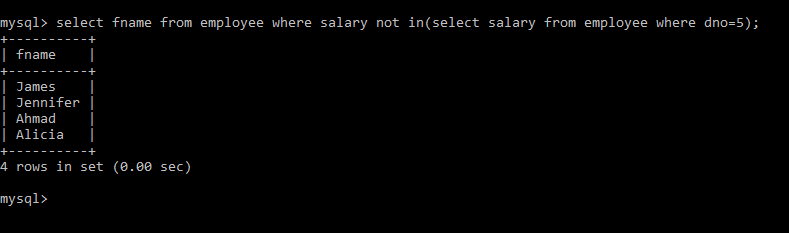 mysql> select fname from employee where salary not in(select salary from employee where dno=5);
+----------+
| fname    |
+----------+
| James    |
| Jennifer |
| Ahmad    |
| Alicia   |
+----------+
4 rows in set (0.00 sec)
mysql>